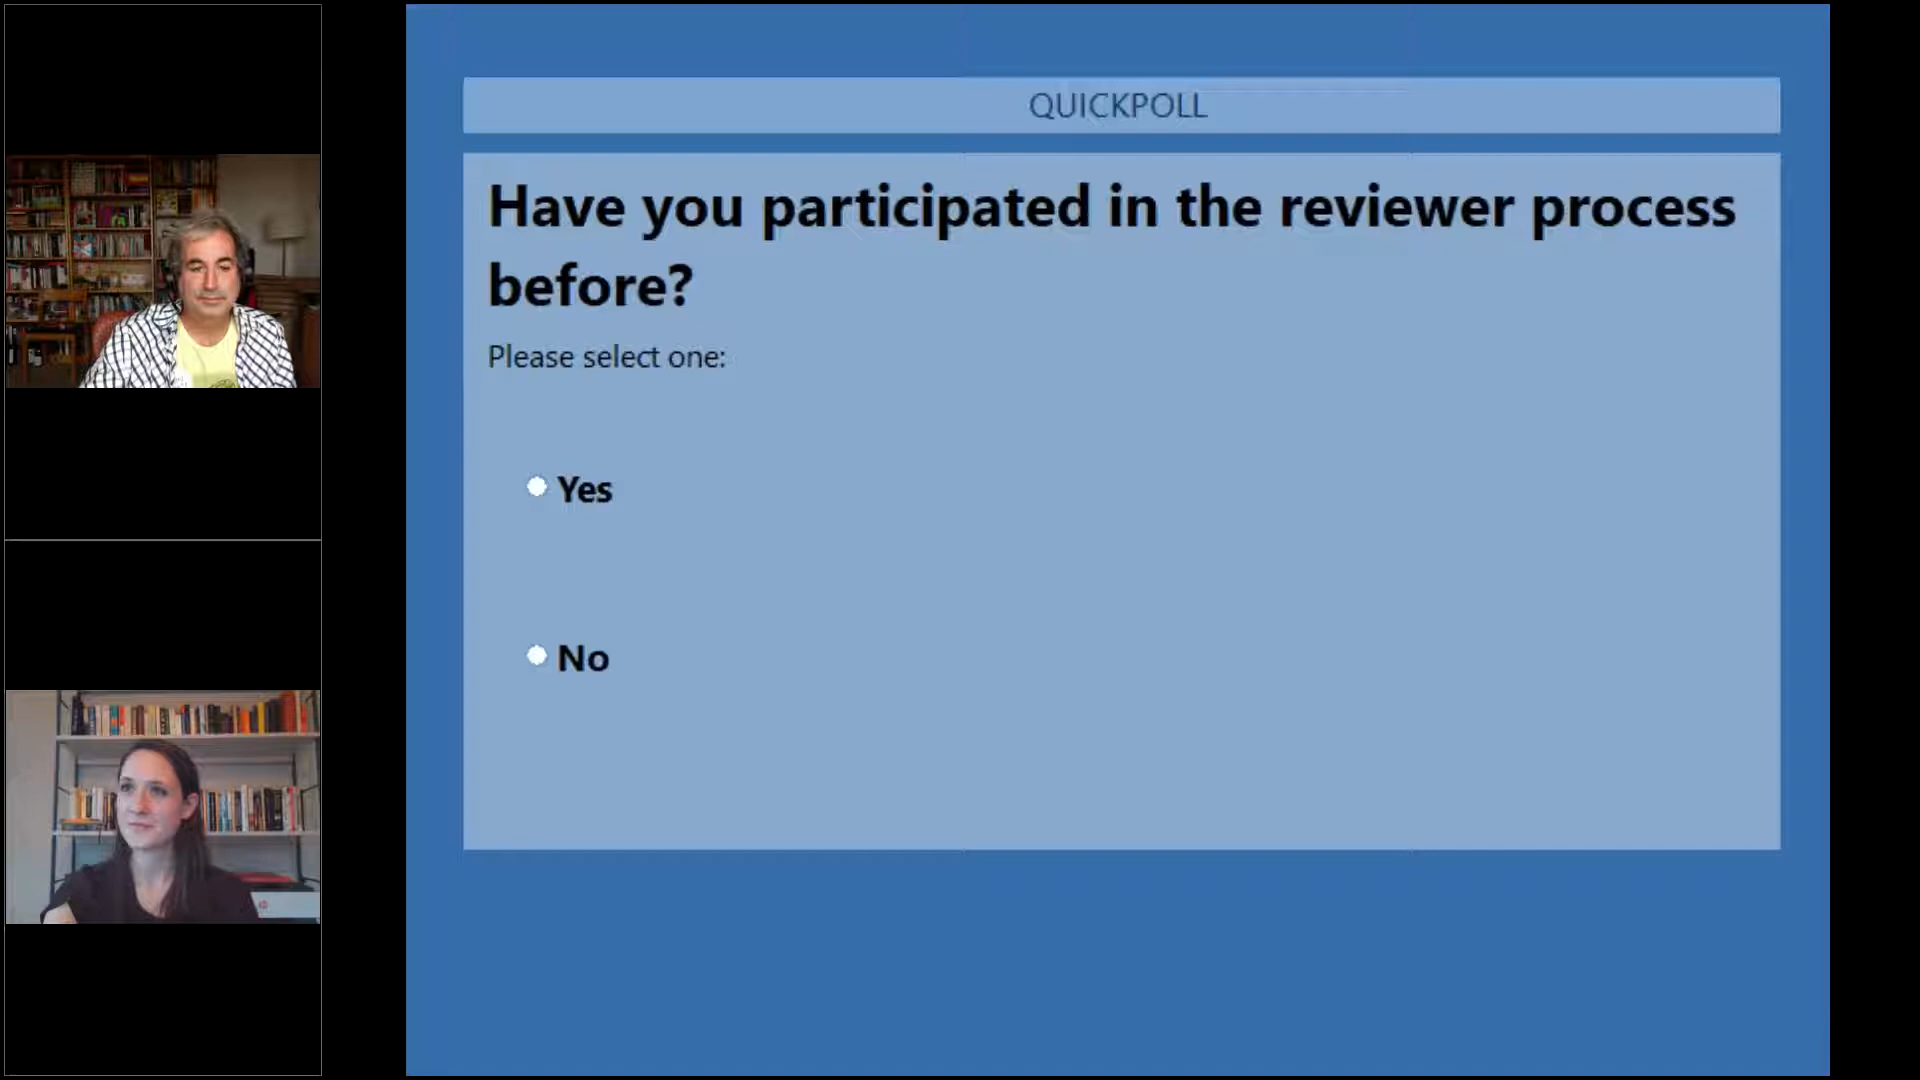 QUICKPOLL
Have you participated in the reviewer process
before?
Please select one:
Yes
No